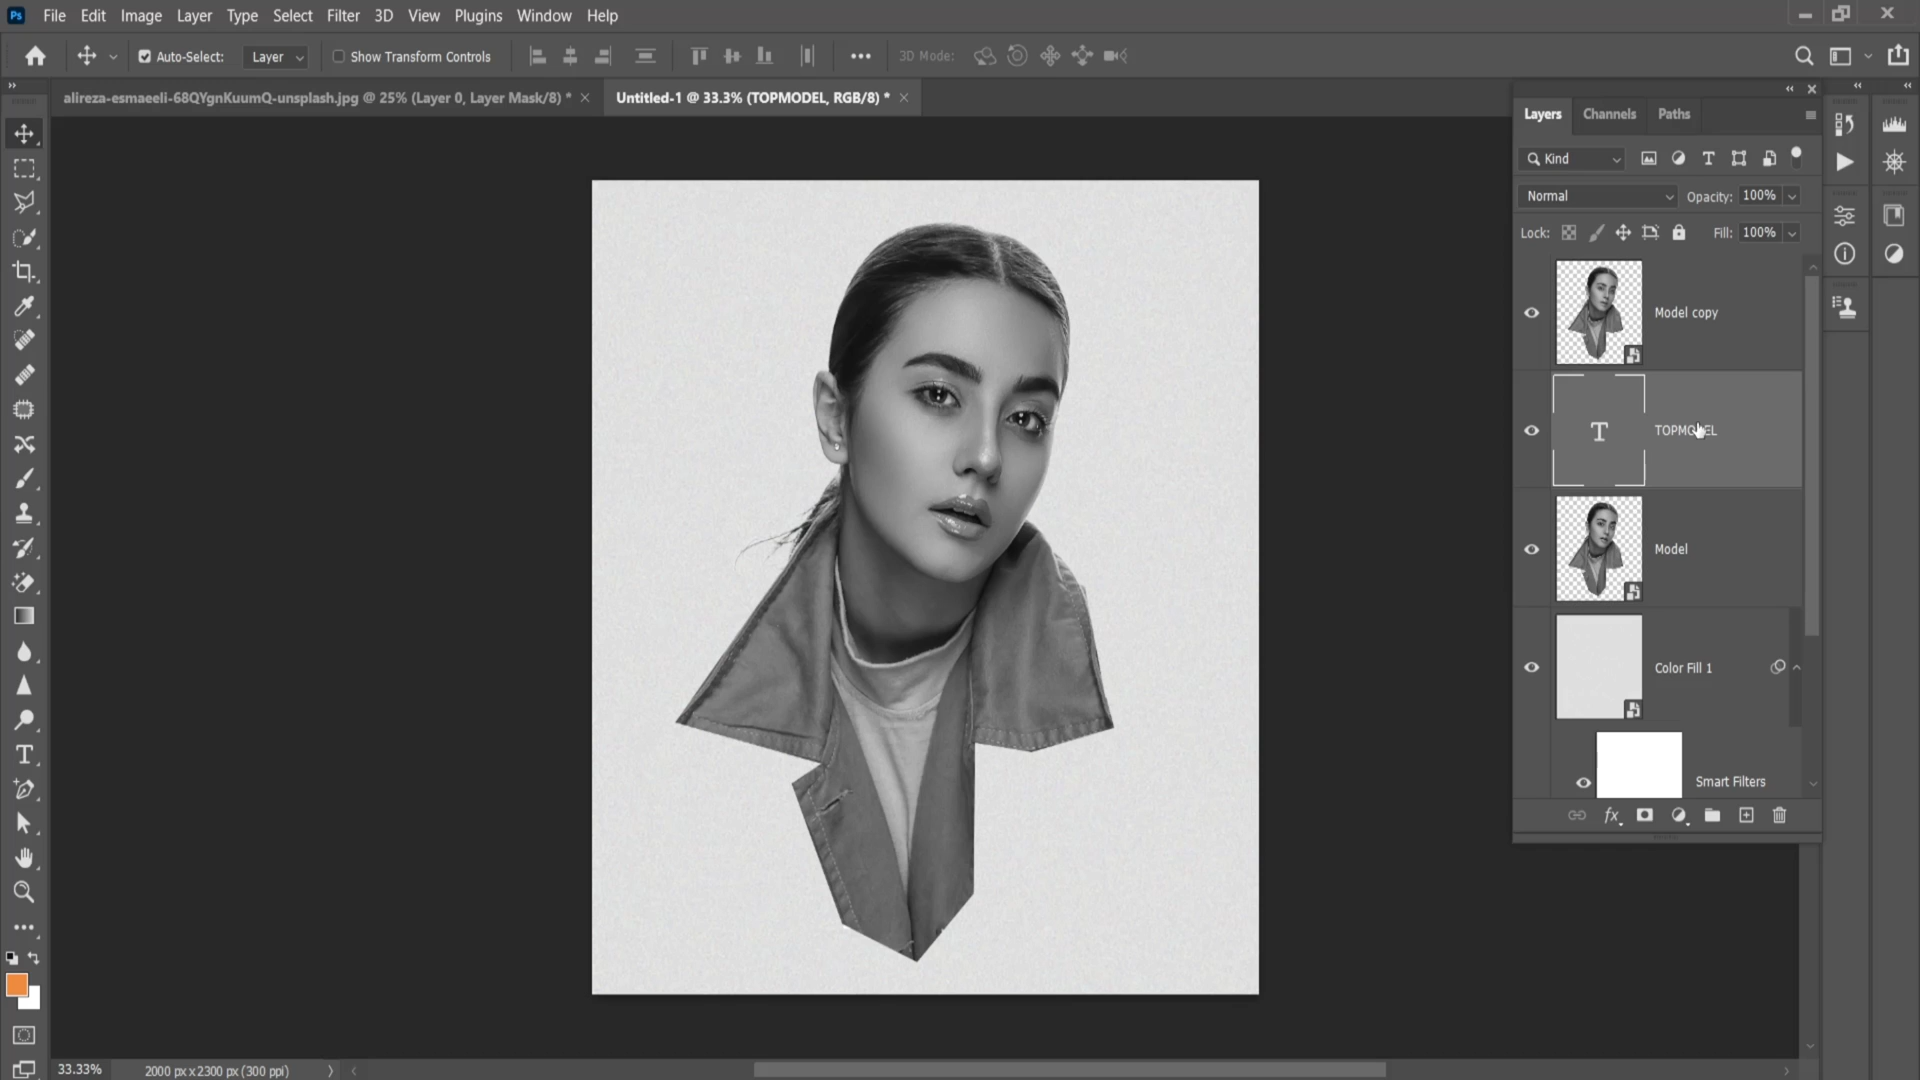 Ps File Edit Image Layer Type Select Filter 3D View Plugins Window Help
Auto-Select: Layer Show Transform Controls 3D Mode:
alireza-esmaeeli-68QYgnKuumQ-unsplash.jpg @ 25% (Layer 0, Layer Mask/8) * Untitled-1 @ 33.3% (TOPMODEL, RGB/8) *
Layers Channels Paths
Kind
Normal Opacity: 100%
Lock: Fill: 100%
Model copy
T TOPMODEL
Model
Color Fill 1
Smart Filters
fx
33.33% 2000 px x 2300 px (300 ppi)